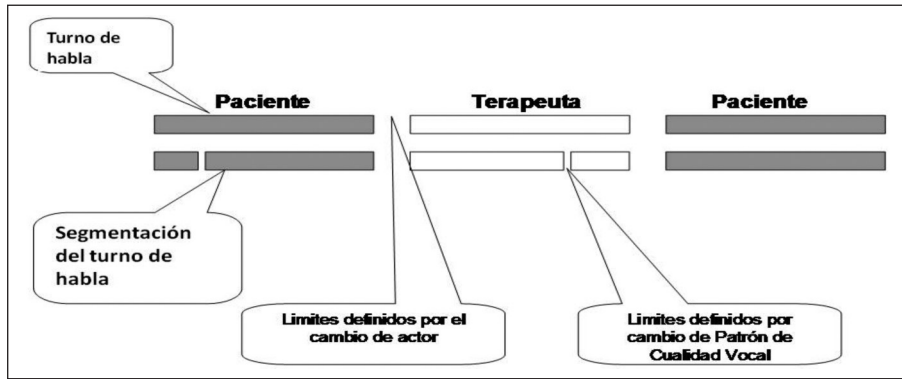 Turno de
habla
Paciente
Terapeuta
Paciente
Segmentación
del turno de
habla
Limites definidos por el
cambio de actor
Limites definidos por
cambio de Patrón de
Cualidad Vocal